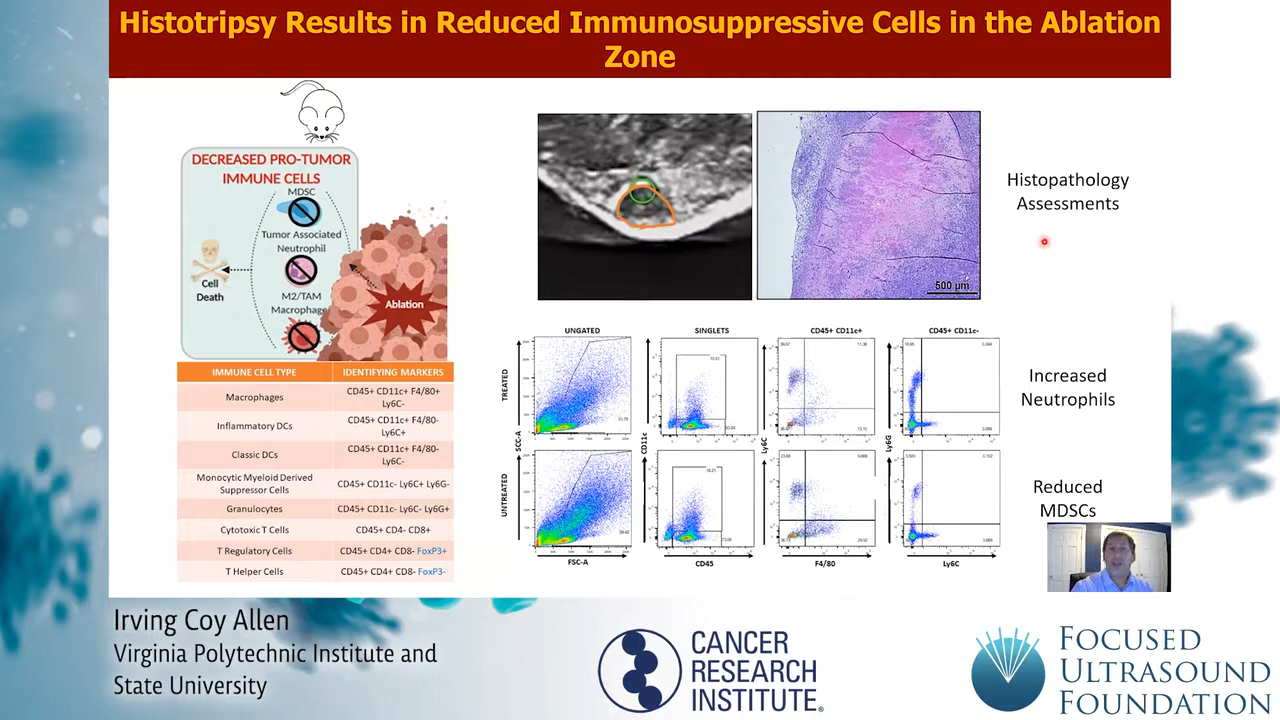 Histotripsy Results in Reduced Immunosuppressive Cells in the Ablation
Zone
DECREASED PRO-TUMOR
IMMUNE CELLS
MDSC
Tumor Associated
Neutrophil
Cell
Death
M2/TAM
Macrophage
Ablation
IMMUNE CELL TYPE IDENTIFYING MARKERS
Macrophages CD45+ CD11c+ F4/80+
Ly6C-
Inflammatory DCs CD45+ CD11c+ F4/80-
Ly6C+
Classic DCs CD45+ CD11c+ F4/80-
Ly6C-
Monocytic Myeloid Derived
Suppressor Cells CD45+ CD11c- Ly6C+ Ly6G-
Granulocytes CD45+ CD11c- Ly6C- Ly6G+
Cytotoxic T Cells CD45+ CD4- CD8+
T Regulatory Cells CD45+ CD4+ CD8- FoxP3+
T Helper Cells CD45+ CD4+ CD8- FoxP3-
500 µm
Histopathology
Assessments
UNGATED SINGLETS CD45+ CD11c+ CD45+ CD11c-
TREATED
UNTREATED
SSC-A
CD11c
Ly6C
Ly6G
FSC-A CD45 F4/80 Ly6C
Increased
Neutrophils
Reduced
MDSCs
Irving Coy Allen
Virginia Polytechnic Institute and
State University
CANCER
RESEARCH
INSTITUTE®
FOCUSED
ULTRASOUND
FOUNDATION